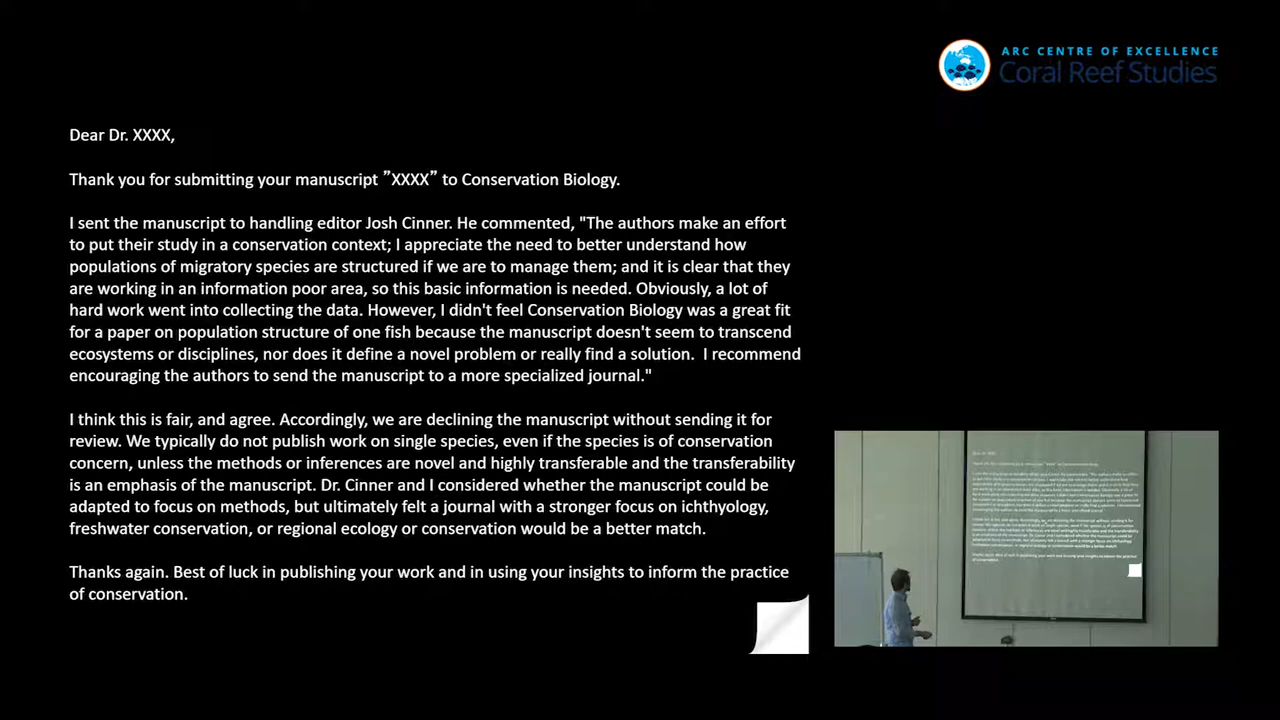 ARC CENTRE OF EXCELLENCE
Coral Reef Studies
Dear Dr. XXXX,
Thank you for submitting your manuscript ”XXXX” to Conservation Biology.
I sent the manuscript to handling editor Josh Cinner. He commented, "The authors make an effort
to put their study in a conservation context; I appreciate the need to better understand how
populations of migratory species are structured if we are to manage them; and it is clear that they
are working in an information poor area, so this basic information is needed. Obviously, a lot of
hard work went into collecting the data. However, I didn't feel Conservation Biology was a great fit
for a paper on population structure of one fish because the manuscript doesn't seem to transcend
ecosystems or disciplines, nor does it define a novel problem or really find a solution.  I recommend
encouraging the authors to send the manuscript to a more specialized journal."
I think this is fair, and agree. Accordingly, we are declining the manuscript without sending it for
review. We typically do not publish work on single species, even if the species is of conservation
concern, unless the methods or inferences are novel and highly transferable and the transferability
is an emphasis of the manuscript. Dr. Cinner and I considered whether the manuscript could be
adapted to focus on methods, but ultimately felt a journal with a stronger focus on ichthyology,
freshwater conservation, or regional ecology or conservation would be a better match.
Thanks again. Best of luck in publishing your work and in using your insights to inform the practice
of conservation.